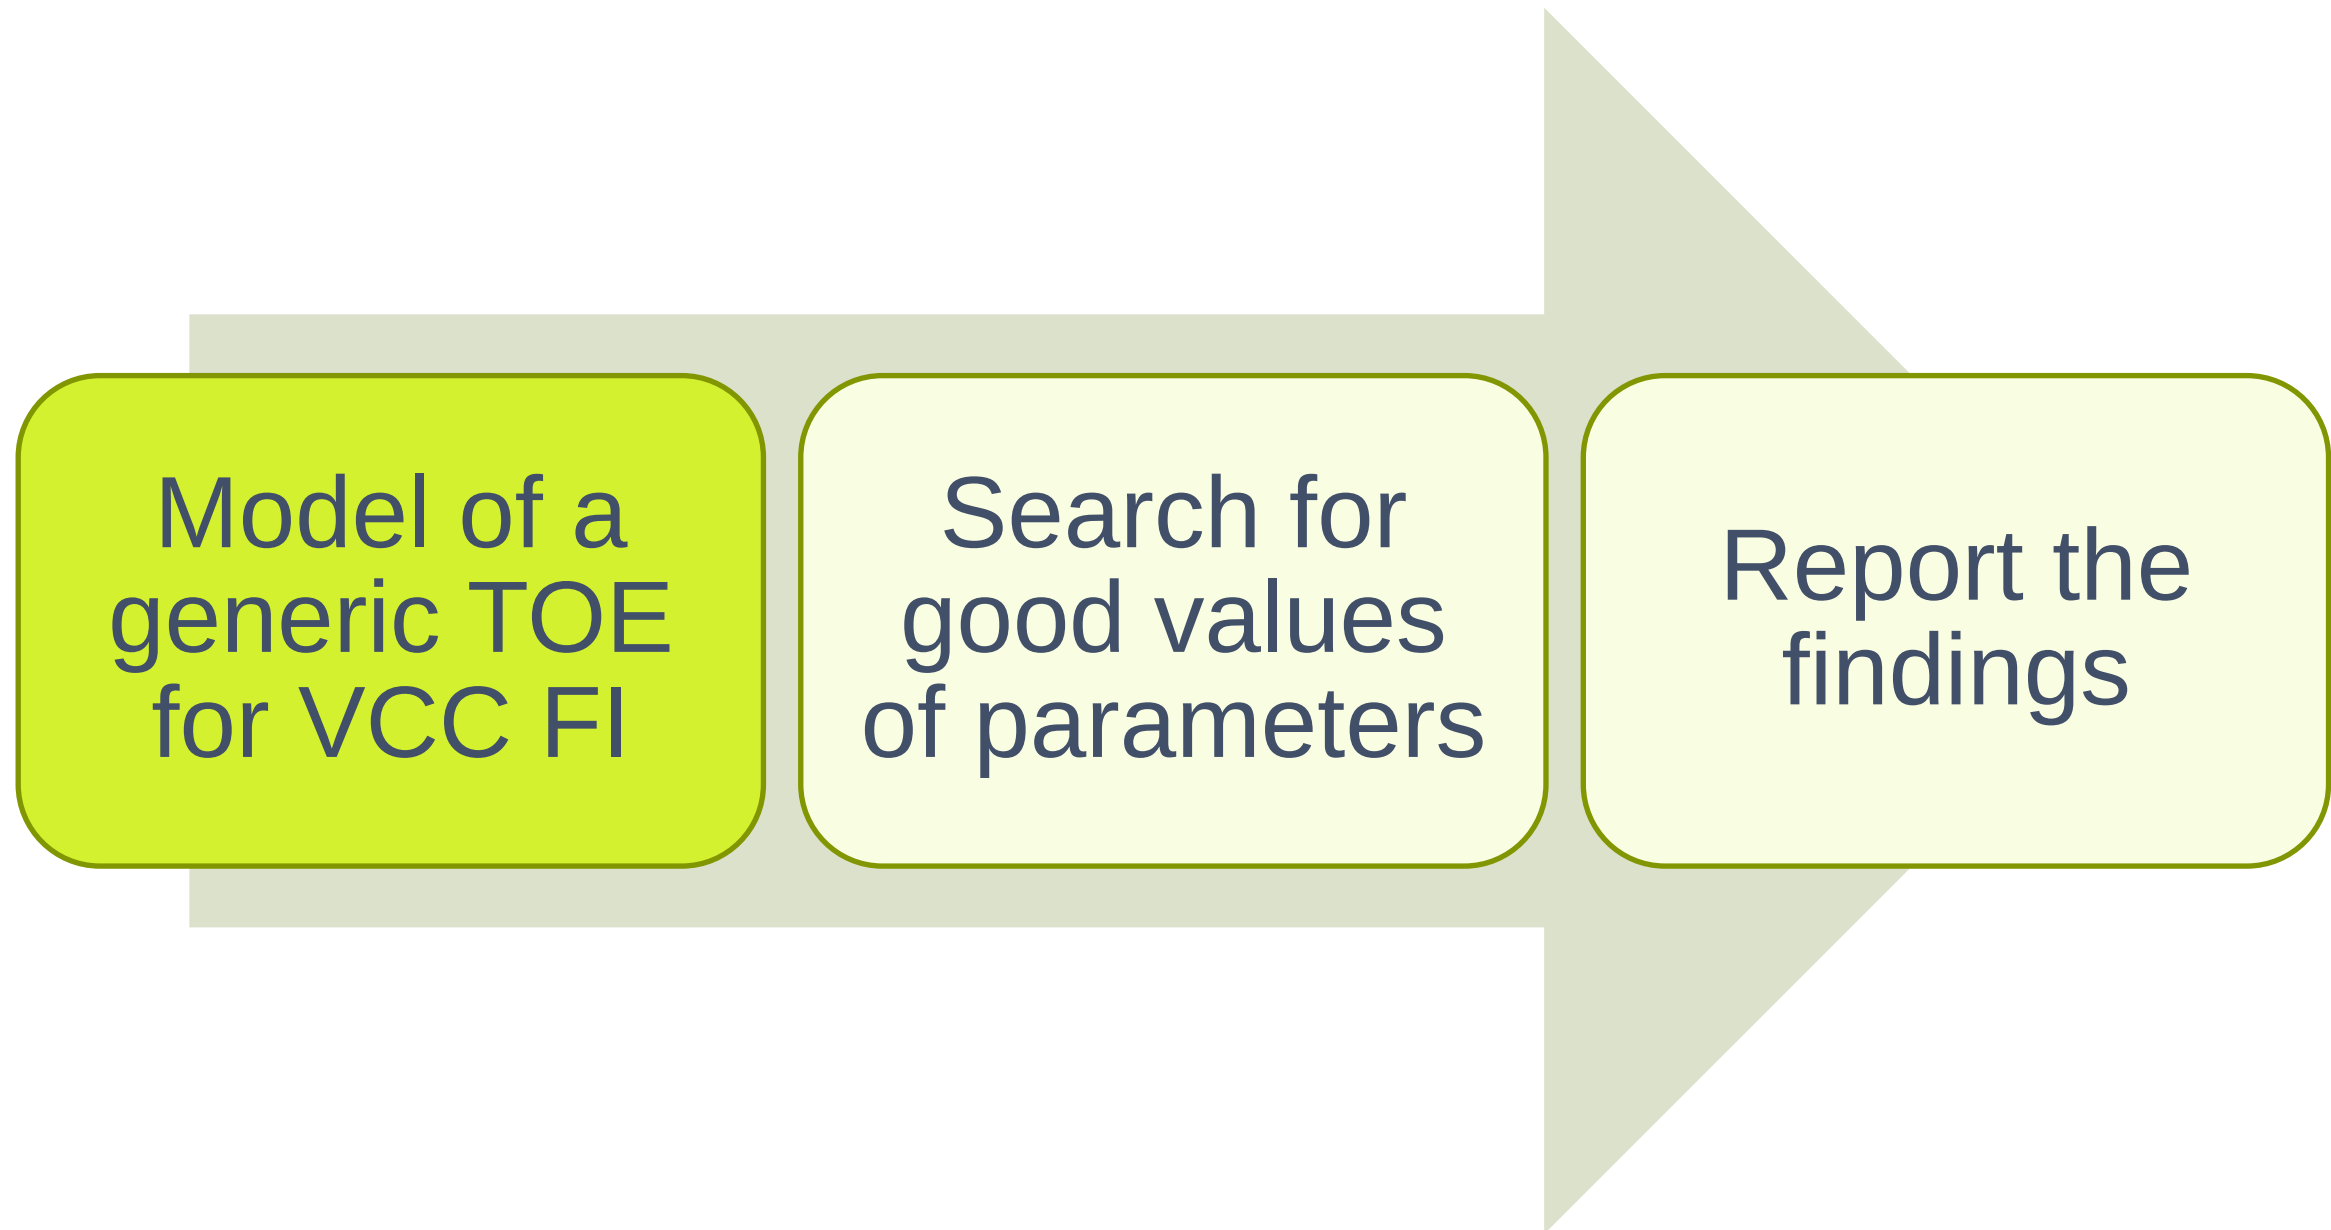 Model of a
generic TOE
for VCC FI
Search for
good values
of parameters
Report the
findings